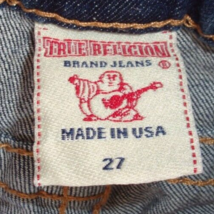 TRUE RELIGION
BRAND JEANS ®
MADE IN USA
27